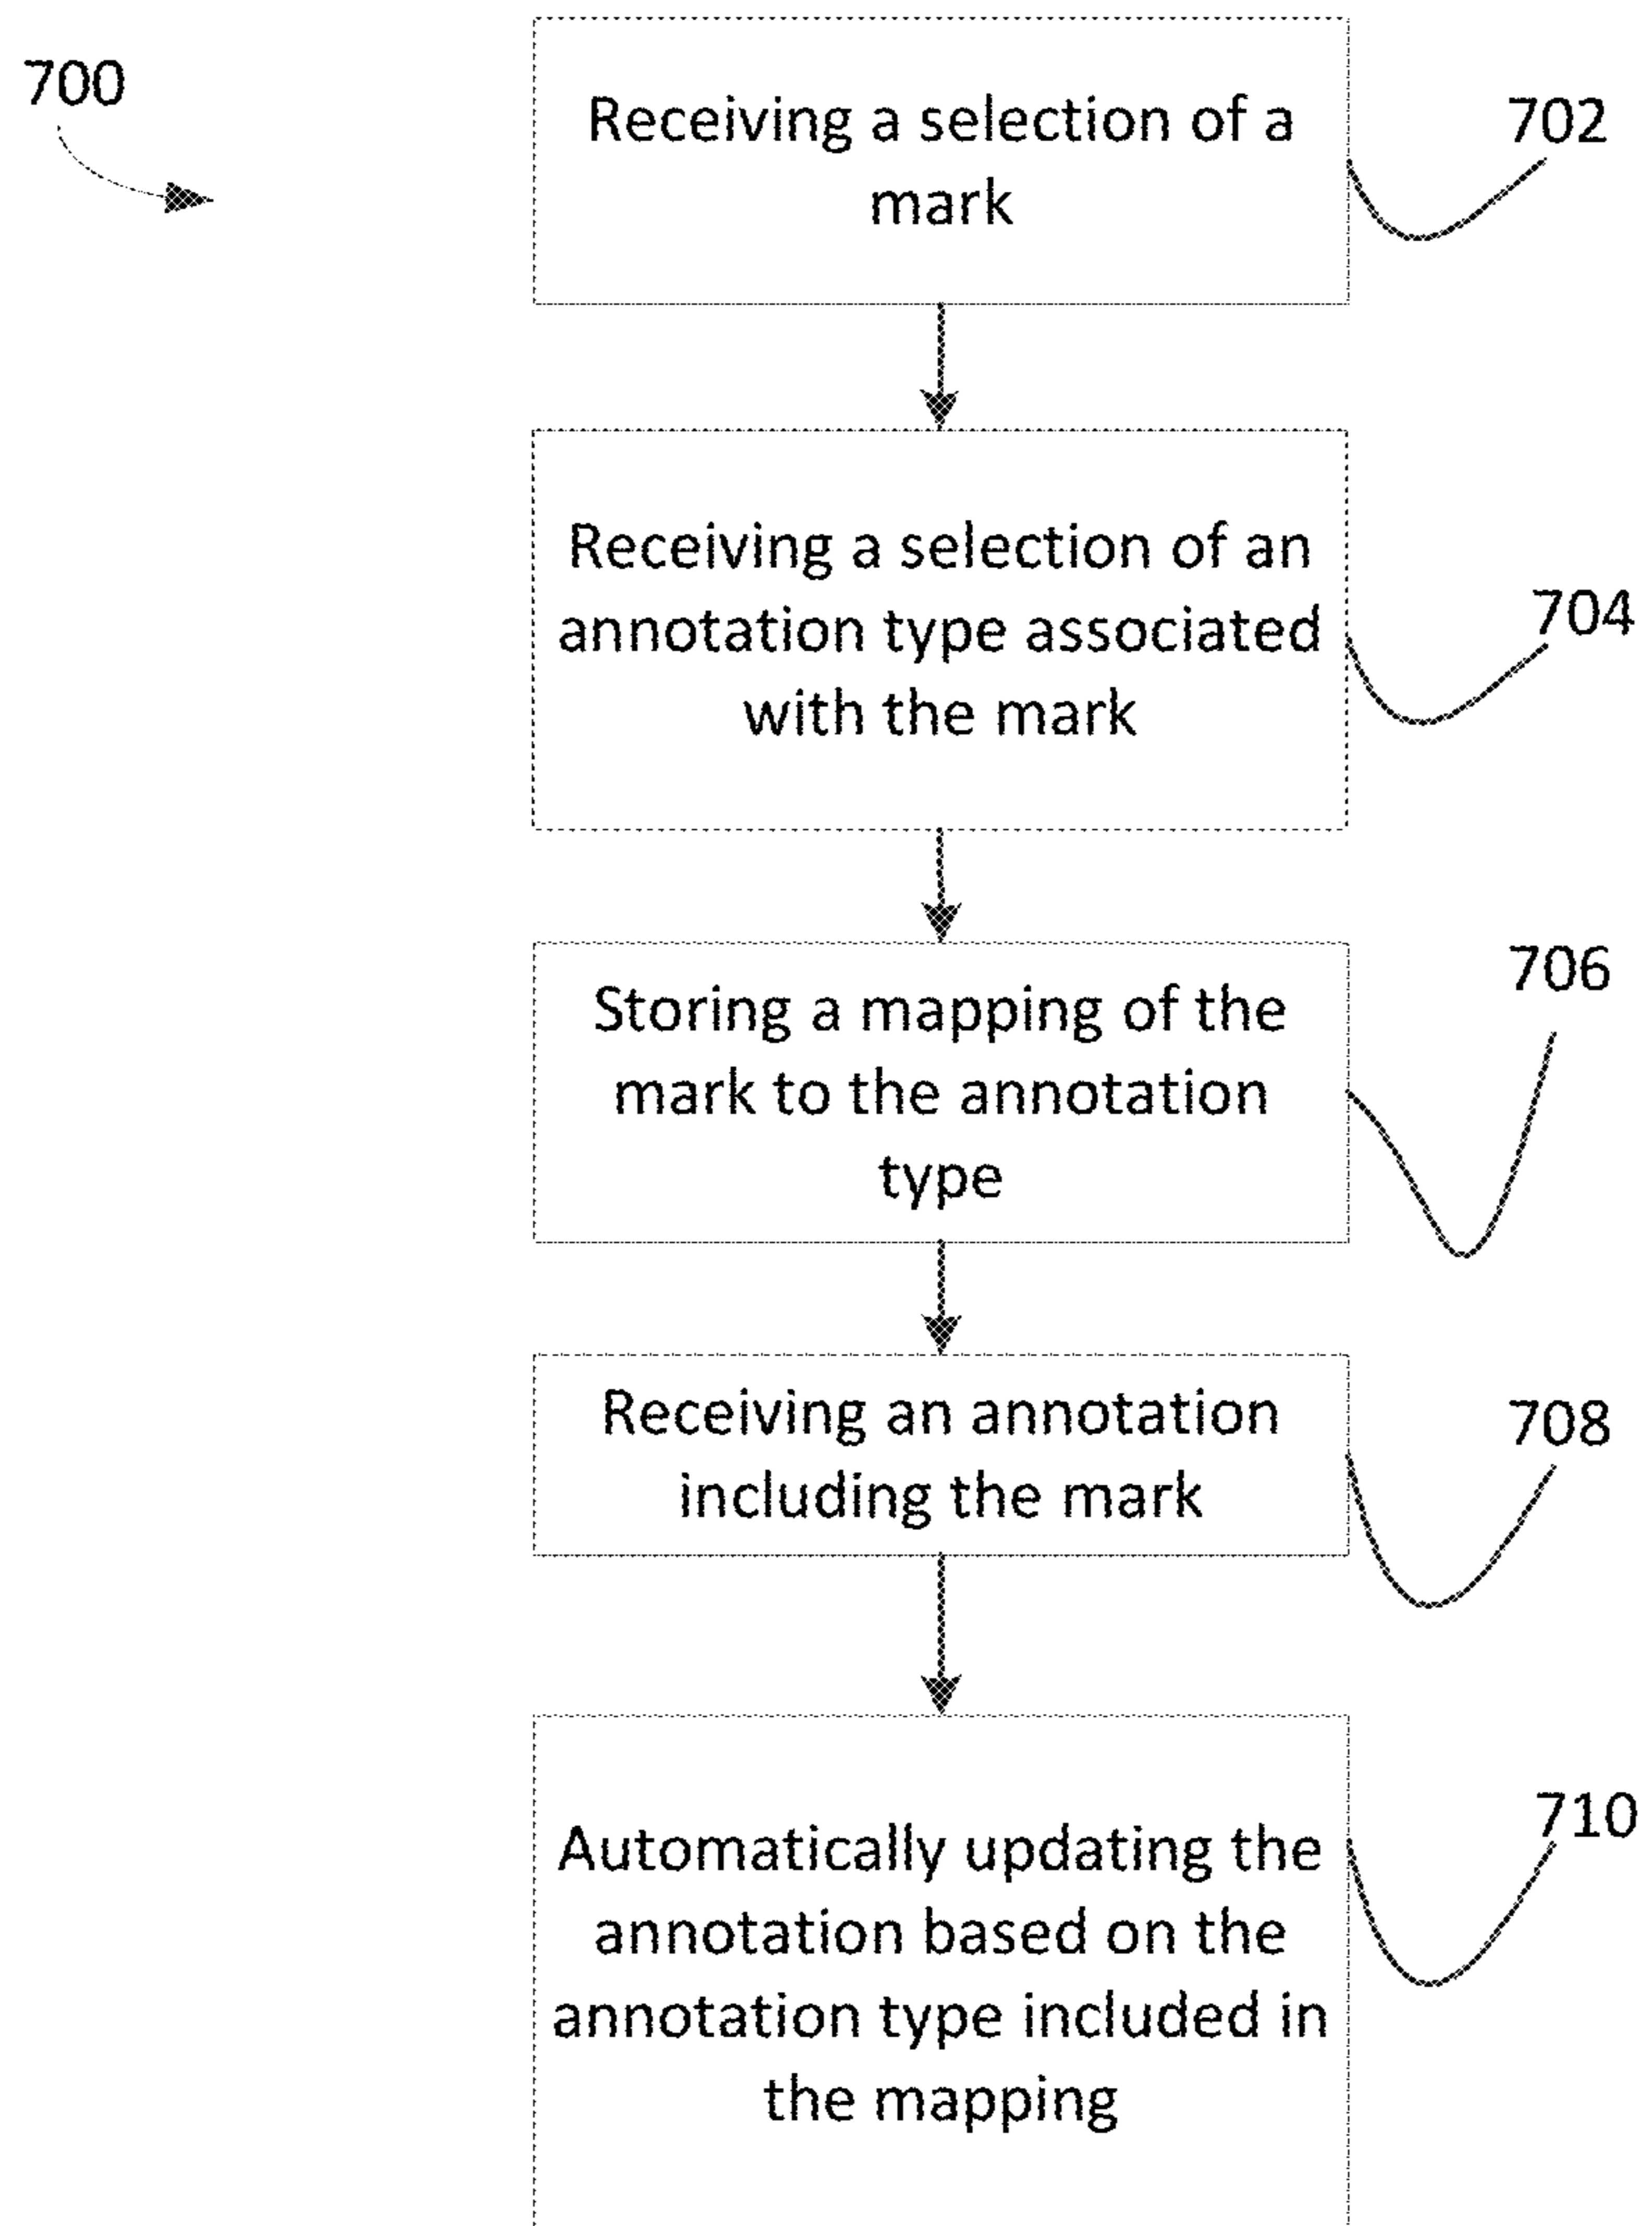 700
Receiving a selection of a
mark
702
Receiving a selection of an
annotation type associated
with the mark
704
Storing a mapping of the
mark to the annotation
type
706
Receiving an annotation
including the mark
708
Automatically updating the
annotation based on the
annotation type included in
the mapping
710